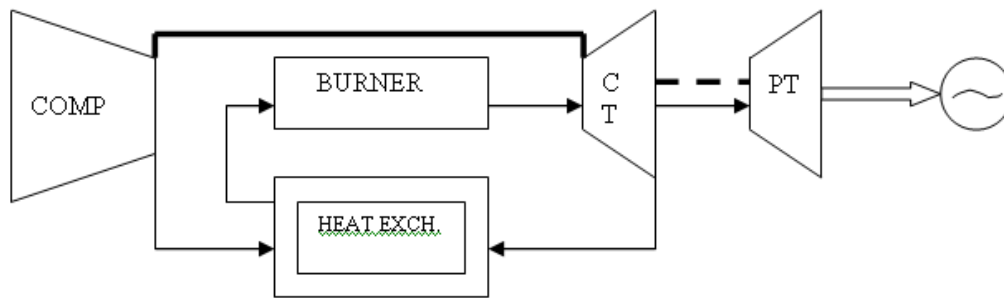 COMP
BURNER
C
T
PT
HEAT EXCH.